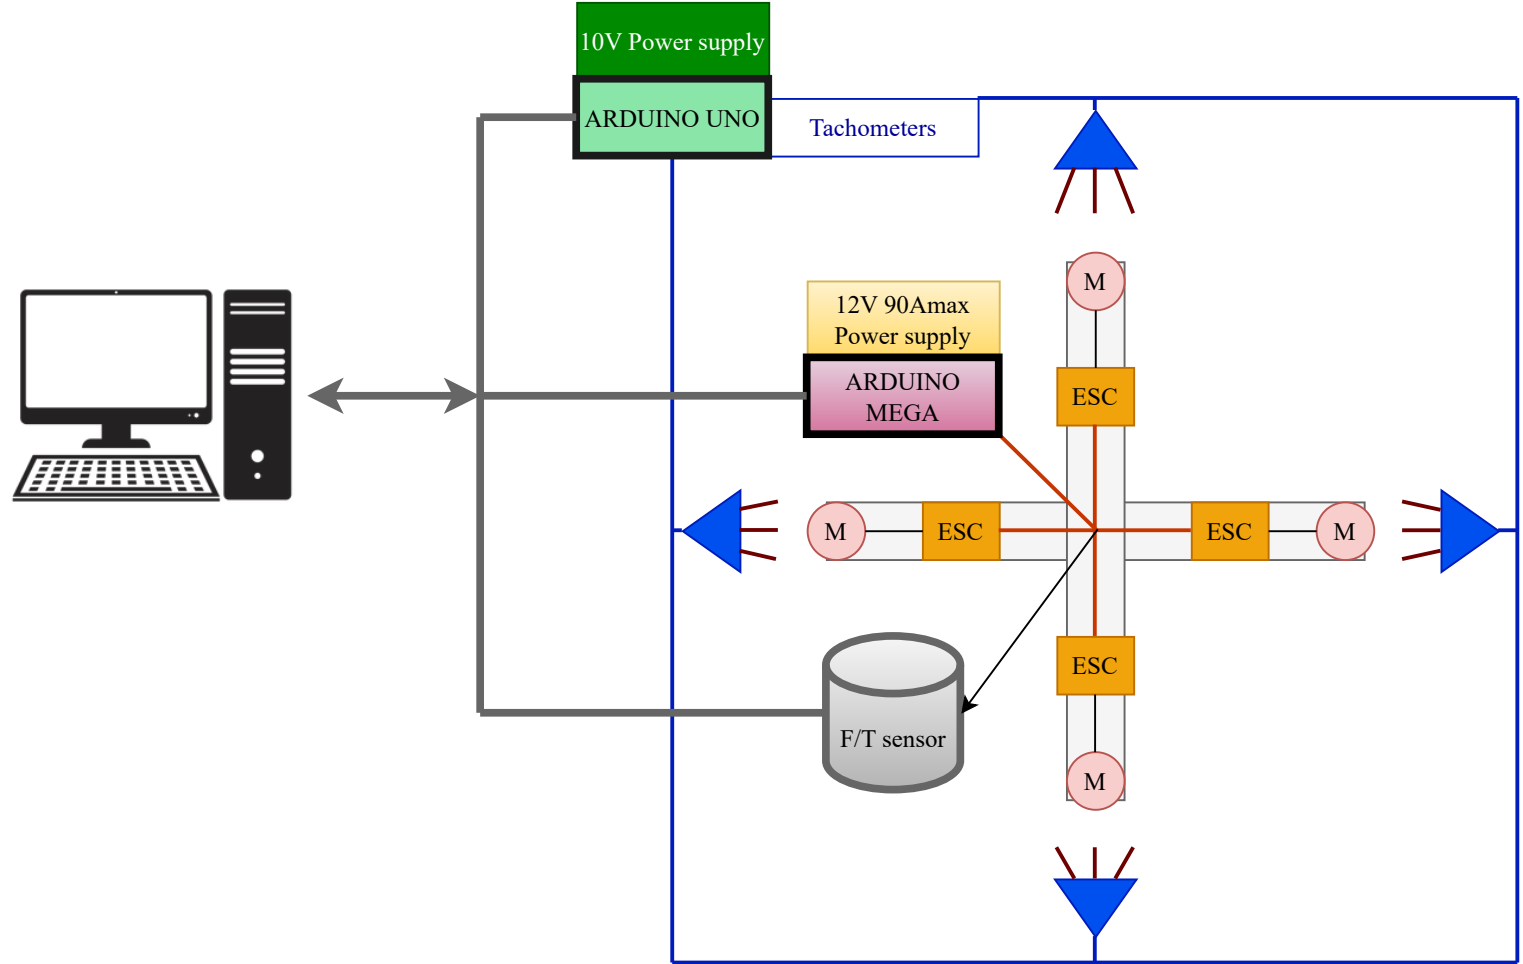 10V Power supply
ARDUINO UNO
Tachometers
M
12V 90Amax
Power supply
ARDUINO
MEGA
ESC
M
ESC
ESC
M
ESC
F/T sensor
M